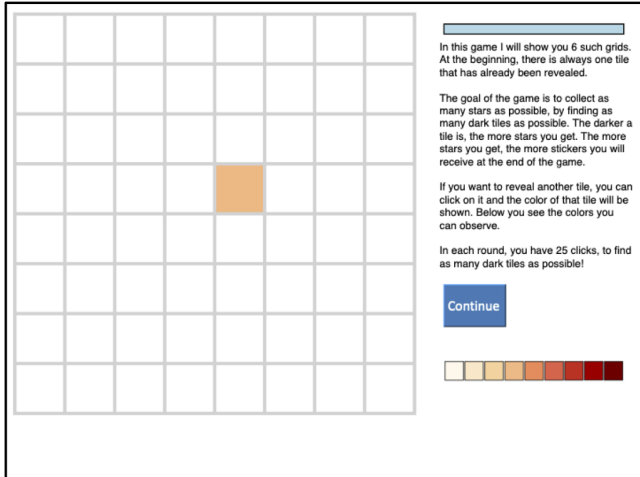 In this game I will show you 6 such grids.
At the beginning, there is always one tile
that has already been revealed.
The goal of the game is to collect as
many stars as possible, by finding as
many dark tiles as possible. The darker a
tile is, the more stars you get. The more
stars you get, the more stickers you will
receive at the end of the game.
If you want to reveal another tile, you can
click on it and the color of that tile will be
shown. Below you see the colors you
can observe.
In each round, you have 25 clicks, to find
as many dark tiles as possible!
Continue